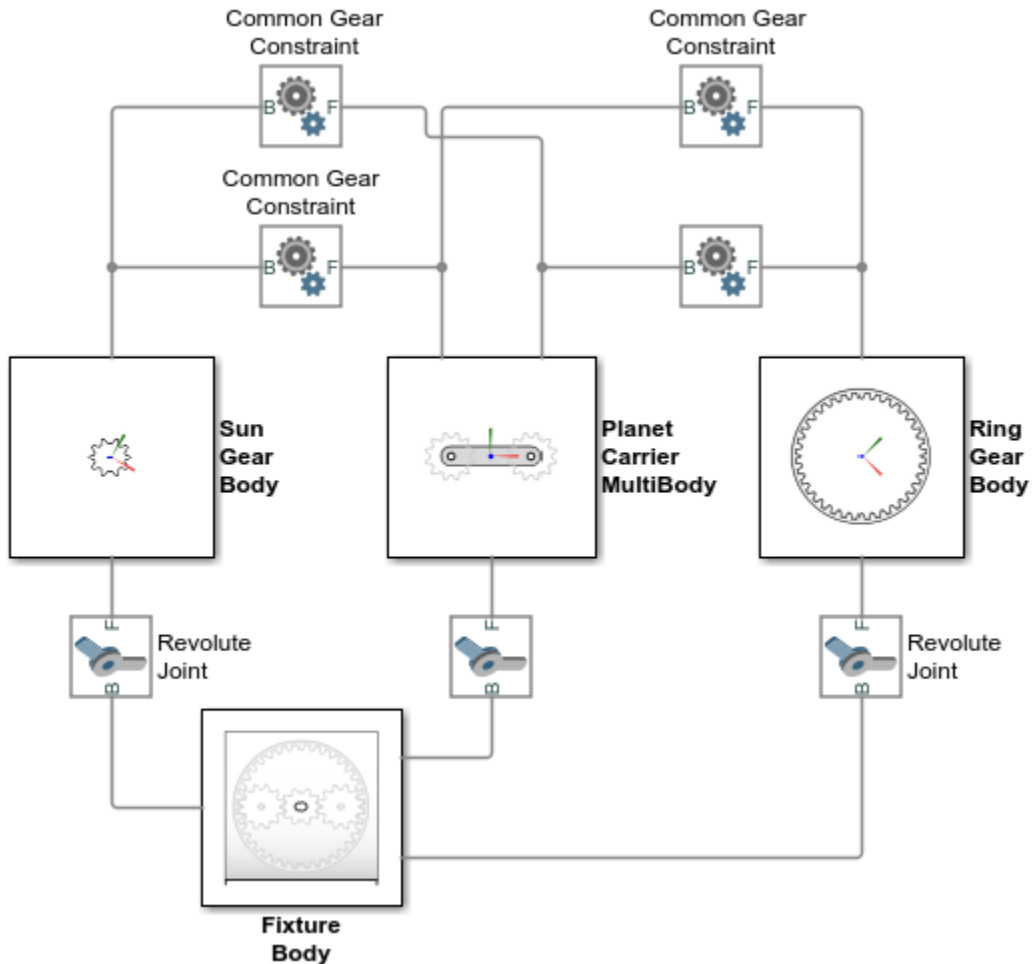 Common Gear
Constraint
Common Gear
Constraint
B
F
B
F
Common Gear
Constraint
B
F
B
F
Sun
Gear
Body
Planet
Carrier
MultiBody
Ring
Gear
Body
F
B
Revolute
Joint
F
B
F
B
Revolute
Joint
Fixture
Body